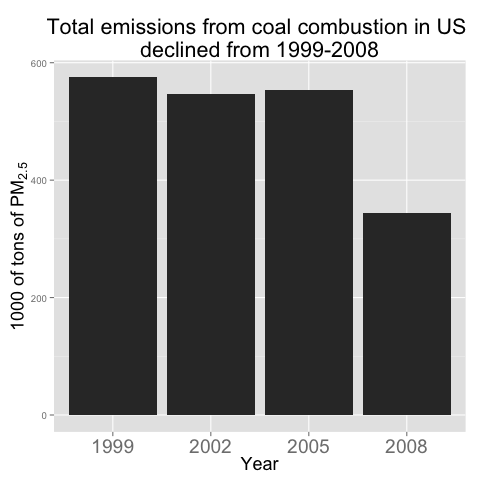 Total emissions from coal combustion in US
declined from 1999-2008
1000 of tons of PM2.5
600
400
200
0
1999 2002 2005 2008
Year